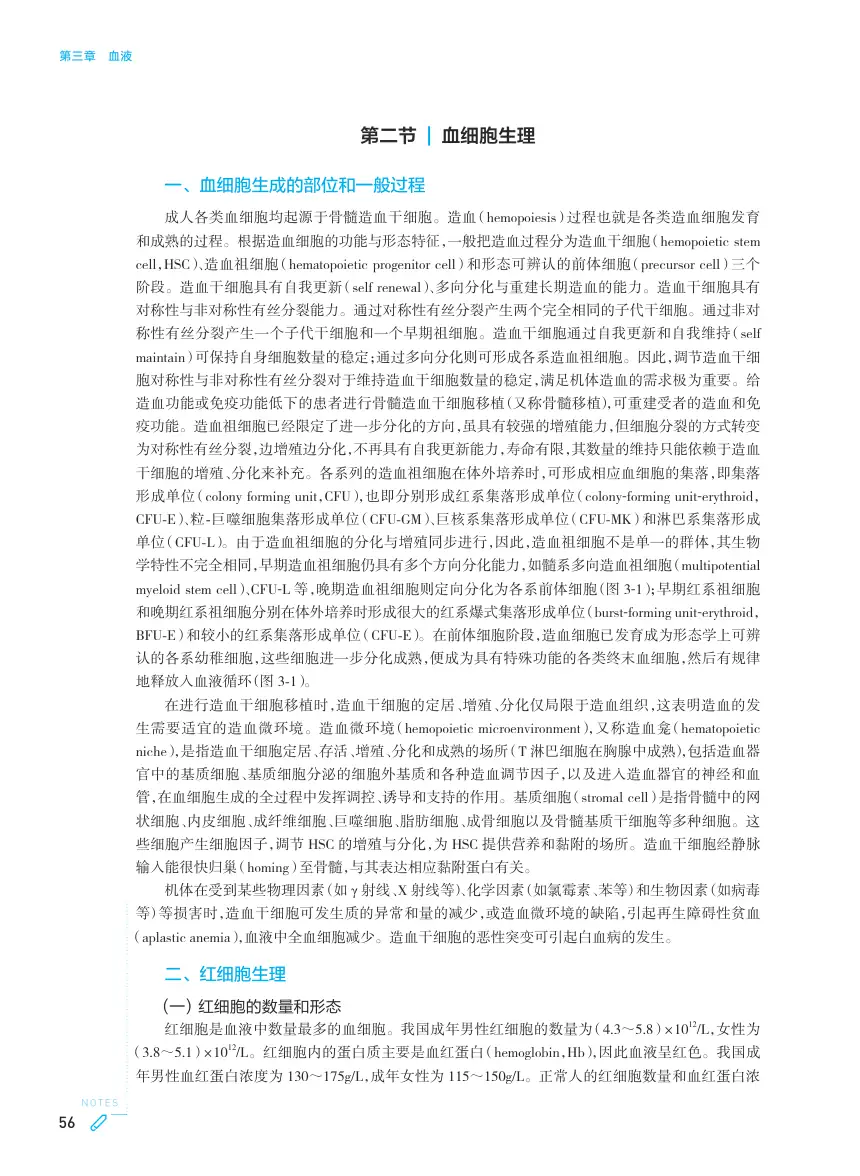 第三章 血液
第二节 | 血细胞生理
一、血细胞生成的部位和一般过程
成人各类血细胞均起源于骨髓造血干细胞。造血(hemopoiesis)过程也就是各类造血细胞发育
和成熟的过程。根据造血细胞的功能与形态特征,一般把造血过程分为造血干细胞(hemopoietic stem
cell,HSC)、造血祖细胞(hematopoietic progenitor cell)和形态可辨认的前体细胞(precursor cell)三个
阶段。造血干细胞具有自我更新(self renewal)、多向分化与重建长期造血的能力。造血干细胞具有
对称性与非对称性有丝分裂能力。通过对称性有丝分裂产生两个完全相同的子代干细胞。通过非对
称性有丝分裂产生一个子代干细胞和一个早期祖细胞。造血干细胞通过自我更新和自我维持(self
maintain)可保持自身细胞数量的稳定;通过多向分化则可形成各系造血祖细胞。因此,调节造血干细
胞对称性与非对称性有丝分裂对于维持造血干细胞数量的稳定,满足机体造血的需求极为重要。给
造血功能或免疫功能低下的患者进行骨髓造血干细胞移植(又称骨髓移植),可重建受者的造血和免
疫功能。造血祖细胞已经限定了进一步分化的方向,虽具有较强的增殖能力,但细胞分裂的方式转变
为对称性有丝分裂,边增殖边分化,不再具有自我更新能力,寿命有限,其数量的维持只能依赖于造血
干细胞的增殖、分化来补充。各系列的造血祖细胞在体外培养时,可形成相应血细胞的集落,即集落
形成单位(colony forming unit,CFU),也即分别形成红系集落形成单位(colony-forming unit-erythroid,
CFU-E)、粒-巨噬细胞集落形成单位(CFU-GM)、巨核系集落形成单位(CFU-MK)和淋巴系集落形成
单位(CFU-L)。由于造血祖细胞的分化与增殖同步进行,因此,造血祖细胞不是单一的群体,其生物
学特性不完全相同,早期造血祖细胞仍具有多个方向分化能力,如髓系多向造血祖细胞(multipotential
myeloid stem cell)、CFU-L 等,晚期造血祖细胞则定向分化为各系前体细胞(图 3-1);早期红系祖细胞
和晚期红系祖细胞分别在体外培养时形成很大的红系爆式集落形成单位(burst-forming unit-erythroid,
BFU-E)和较小的红系集落形成单位(CFU-E)。在前体细胞阶段,造血细胞已发育成为形态学上可辨
认的各系幼稚细胞,这些细胞进一步分化成熟,便成为具有特殊功能的各类终末血细胞,然后有规律
地释放入血液循环(图 3-1)。
在进行造血干细胞移植时,造血干细胞的定居、增殖、分化仅局限于造血组织,这表明造血的发
生需要适宜的造血微环境。造血微环境(hemopoietic microenvironment),又称造血龛(hematopoietic
niche),是指造血干细胞定居、存活、增殖、分化和成熟的场所(T 淋巴细胞在胸腺中成熟),包括造血器
官中的基质细胞、基质细胞分泌的细胞外基质和各种造血调节因子,以及进入造血器官的神经和血
管,在血细胞生成的全过程中发挥调控、诱导和支持的作用。基质细胞(stromal cell)是指骨髓中的网
状细胞、内皮细胞、成纤维细胞、巨噬细胞、脂肪细胞、成骨细胞以及骨髓基质干细胞等多种细胞。这
些细胞产生细胞因子,调节 HSC 的增殖与分化,为 HSC 提供营养和黏附的场所。造血干细胞经静脉
输入能很快归巢(homing)至骨髓,与其表达相应黏附蛋白有关。
机体在受到某些物理因素(如 γ 射线、X 射线等)、化学因素(如氯霉素、苯等)和生物因素(如病毒
等)等损害时,造血干细胞可发生质的异常和量的减少,或造血微环境的缺陷,引起再生障碍性贫血
(aplastic anemia),血液中全血细胞减少。造血干细胞的恶性突变可引起白血病的发生。
二、红细胞生理
(一)红细胞的数量和形态
红细胞是血液中数量最多的血细胞。我国成年男性红细胞的数量为(4.3～5.8)×10¹²/L,女性为
(3.8～5.1)×10¹²/L。红细胞内的蛋白质主要是血红蛋白(hemoglobin,Hb),因此血液呈红色。我国成
年男性血红蛋白浓度为 130～175g/L,成年女性为 115～150g/L。正常人的红细胞数量和血红蛋白浓
NOTES
56